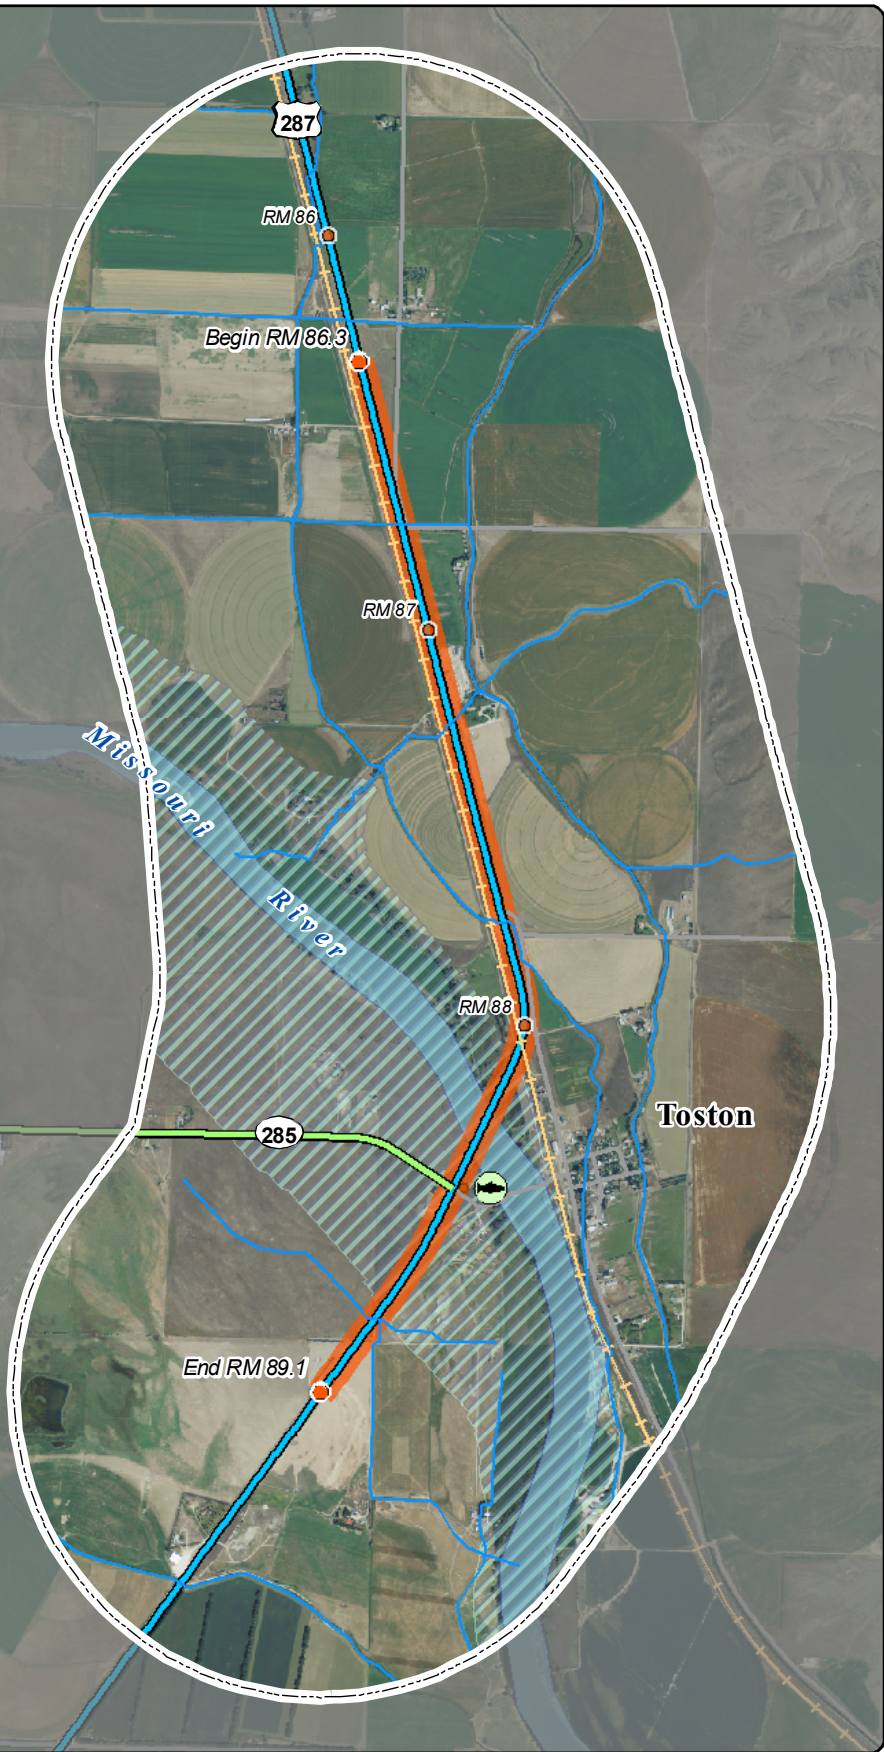 287
RM 86
Begin RM 86.3
RM 87
Missouri
River
RM 88
Toston
285
End RM 89.1